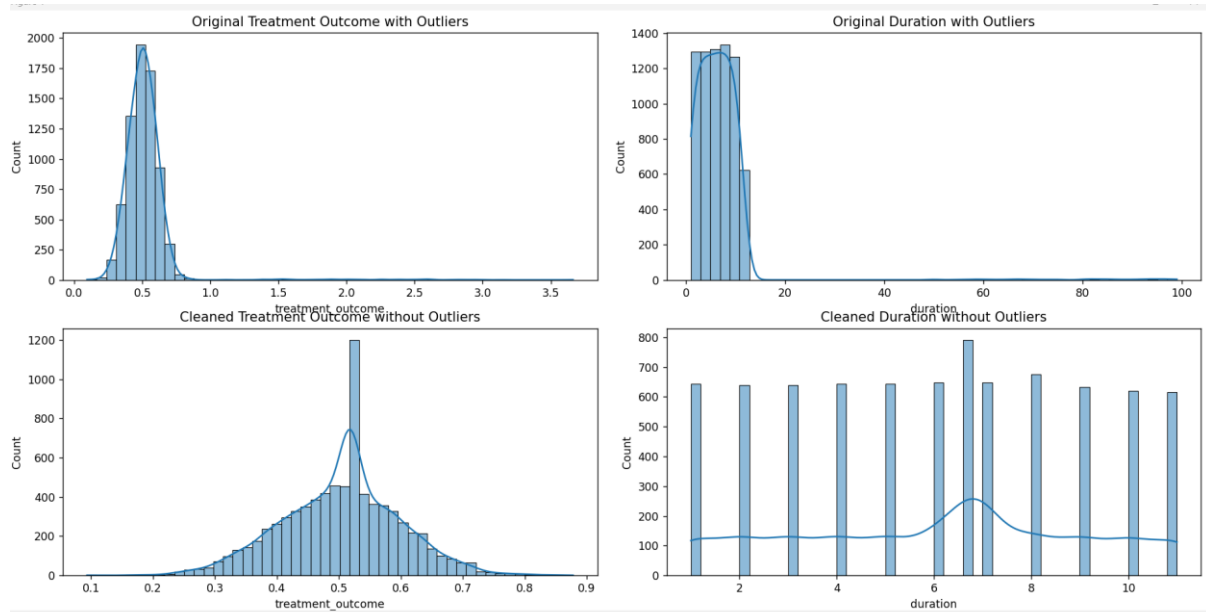 Original Treatment Outcome with Outliers
2000
1750
1500
1250
1000
750
500
250
0
Count
0.0 0.5 1.0 1.5 2.0 2.5 3.0 3.5
treatment_outcome
Original Duration with Outliers
1400
1200
1000
800
600
400
200
0
Count
0 20 40 60 80 100
duration
Cleaned Treatment Outcome without Outliers
1200
1000
800
600
400
200
0
Count
0.1 0.2 0.3 0.4 0.5 0.6 0.7 0.8 0.9
treatment_outcome
Cleaned Duration without Outliers
800
700
600
500
400
300
200
100
0
Count
2 4 6 8 10
duration